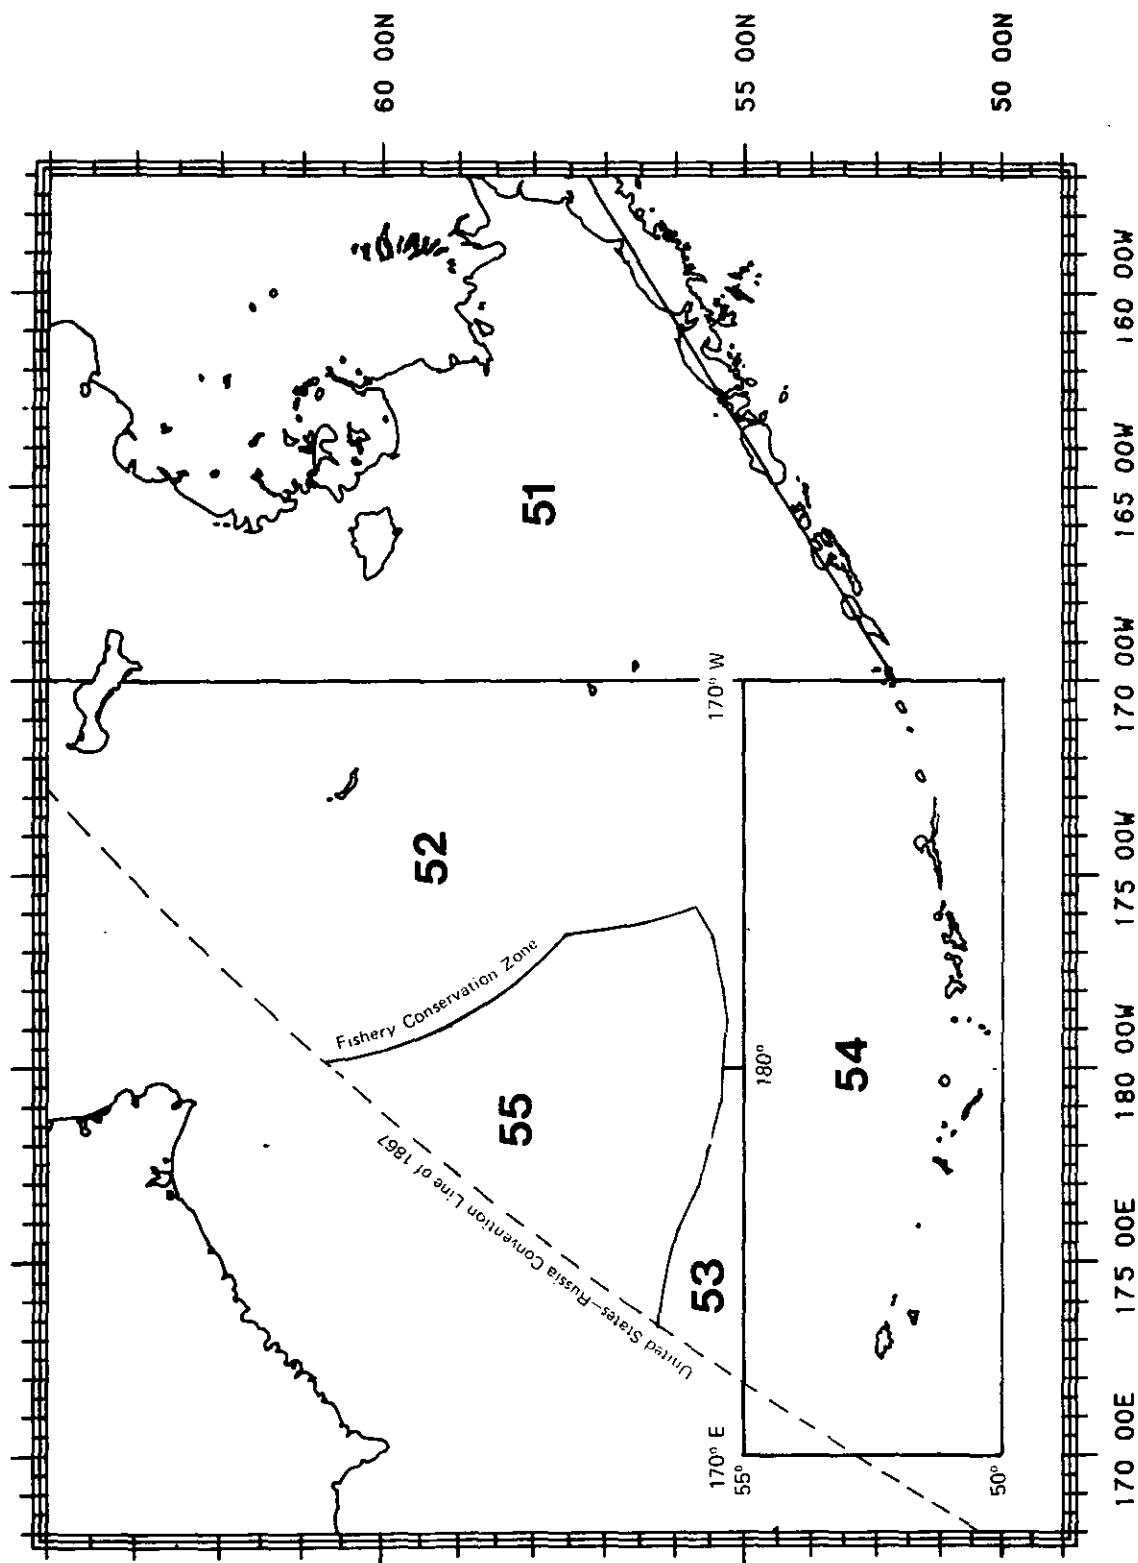 60 00N
55 00N
50 00N
51
52
Fishery Conservation Zone
55
United States—Russia Convention Line of 1867
53
170° W
180°
54
170° E
55°
50°
170 00E
175 00E
180 00W
175 00W
170 00W
165 00W
160 00W